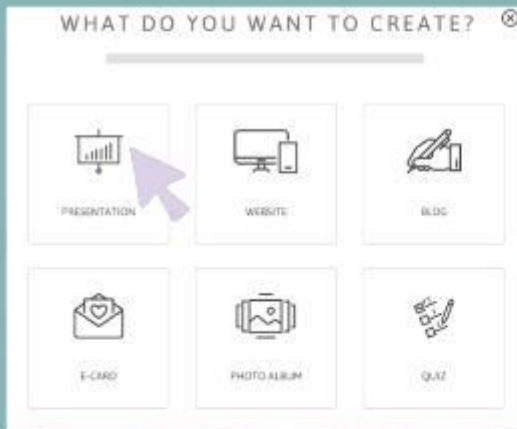 WHAT DO YOU WANT TO CREATE?
PRESENTATION
WEBSITE
BLOG
E-CARD
PHOTO ALBUM
QUIZ